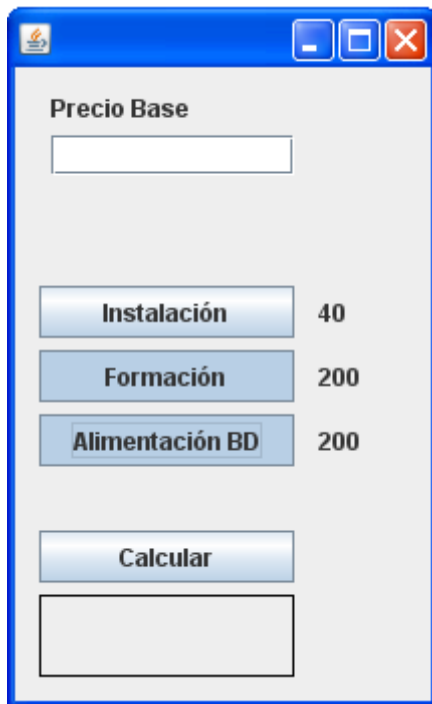 Precio Base
Instalación 40
Formación 200
Alimentación BD 200
Calcular